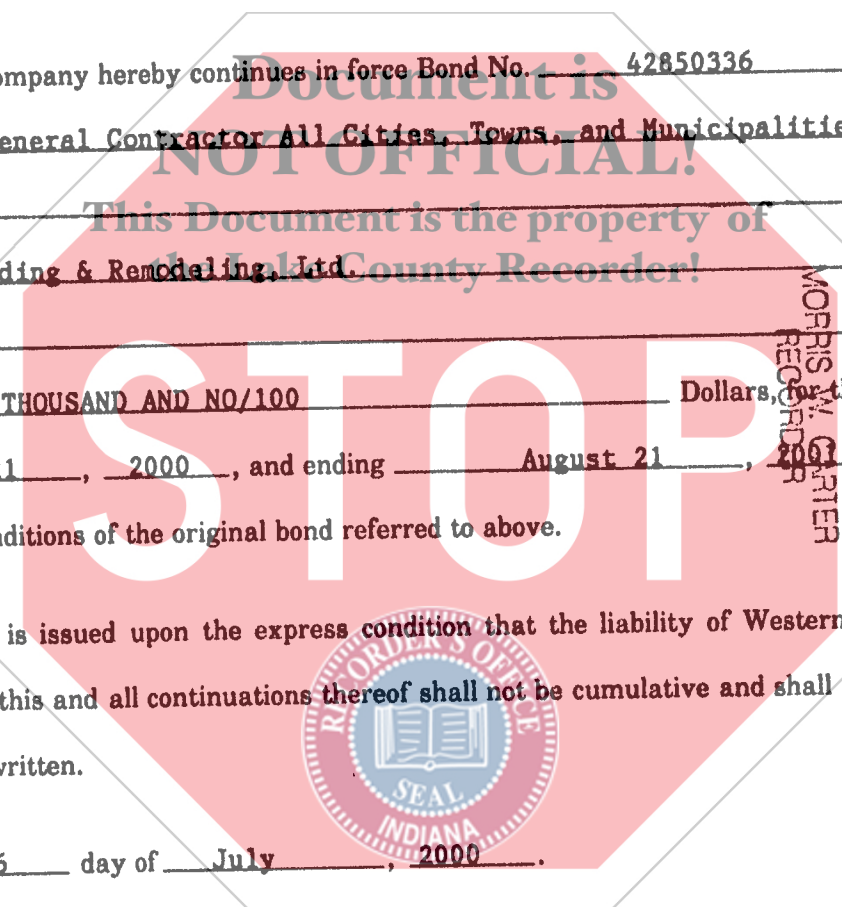 ompany hereby continues in force Bond No. 42850336
Document is
eneral Contractor All Cities, Towns, and Municipalitie
NOT OFFICIAL!
This Document is the property of
ding & Remodeling, Ltd.
the Lake County Recorder!
MORRIS W. CARTER
RECORDER
STOP
THOUSAND AND NO/100 Dollars, for t
1, 2000, and ending August 21, 2001
ditions of the original bond referred to above.
is issued upon the express condition that the liability of Western
this and all continuations thereof shall not be cumulative and shall
written.
RECORDER'S OFFICE
SEAL
INDIANA
day of July, 2000.